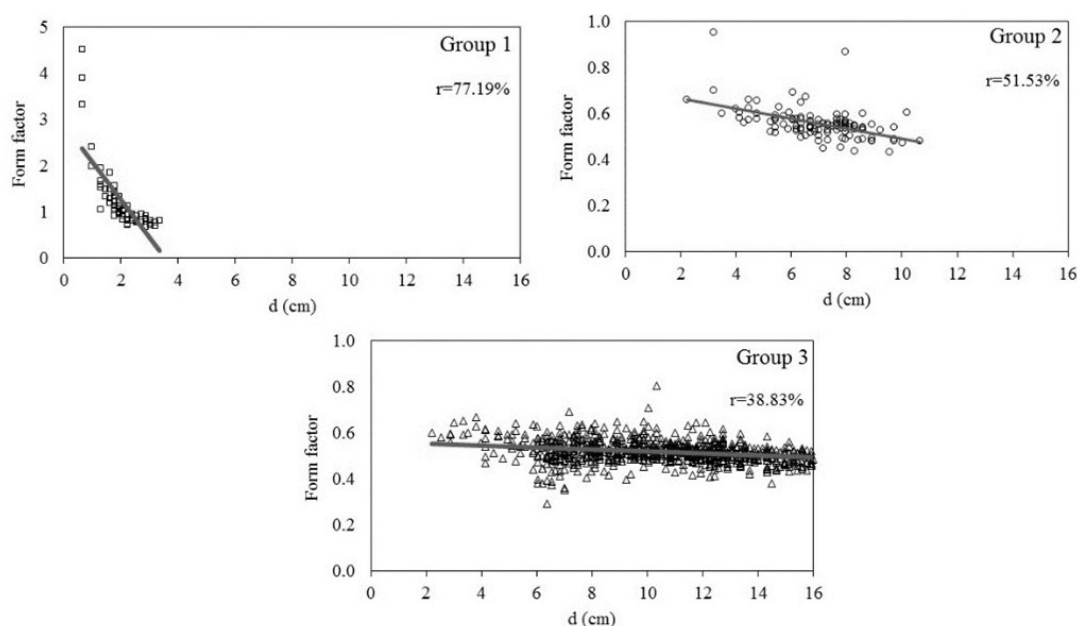 Group 1
r=77.19%
Form factor
5
4
3
2
1
0
0 2 4 6 8 10 12 14 16
d (cm)
Group 2
r=51.53%
Form factor
1.0
0.8
0.6
0.4
0.2
0.0
0 2 4 6 8 10 12 14 16
d (cm)
Group 3
r=38.83%
Form factor
1.0
0.8
0.6
0.4
0.2
0.0
0 2 4 6 8 10 12 14 16
d (cm)